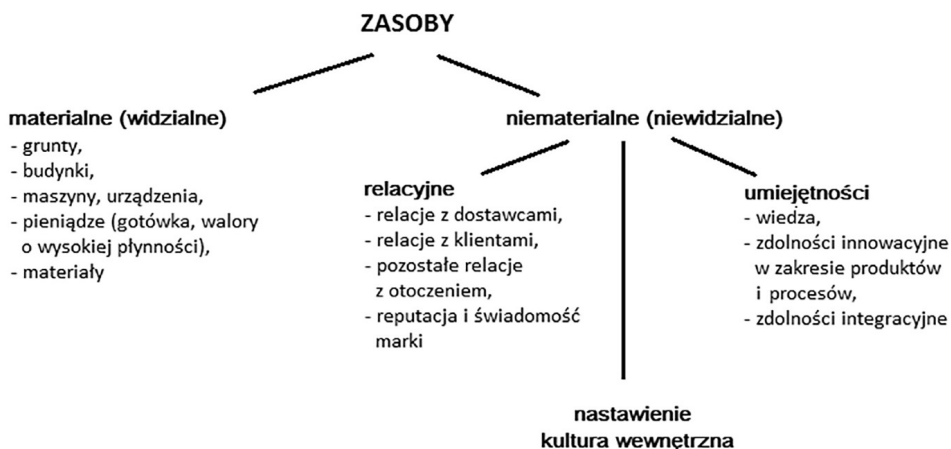 ZASOBY
materialne (widzialne)
- grunty,
- budynki,
- maszyny, urządzenia,
- pieniądze (gotówka, walory
o wysokiej płynności),
- materiały
niematerialne (niewidzialne)
relacyjne
- relacje z dostawcami,
- relacje z klientami,
- pozostałe relacje
z otoczeniem,
- reputacja i świadomość
marki
umiejętności
- wiedza,
- zdolności innowacyjne
w zakresie produktów
i procesów,
- zdolności integracyjne
nastawienie
kultura wewnętrzna